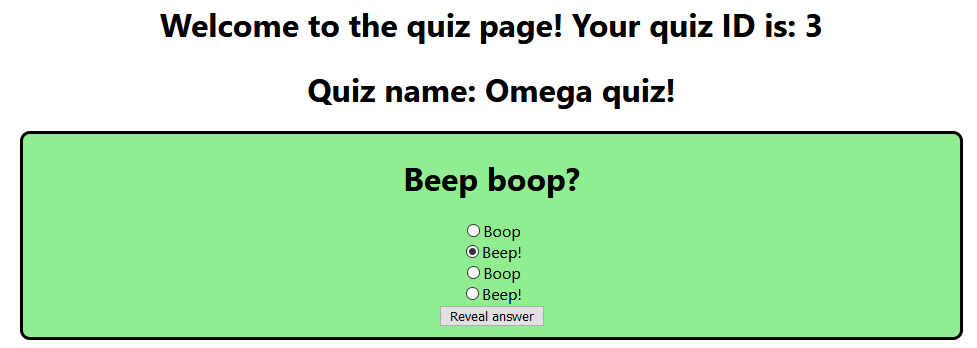 Welcome to the quiz page! Your quiz ID is: 3
Quiz name: Omega quiz!
Beep boop?
Boop
Beep!
Boop
Beep!
Reveal answer